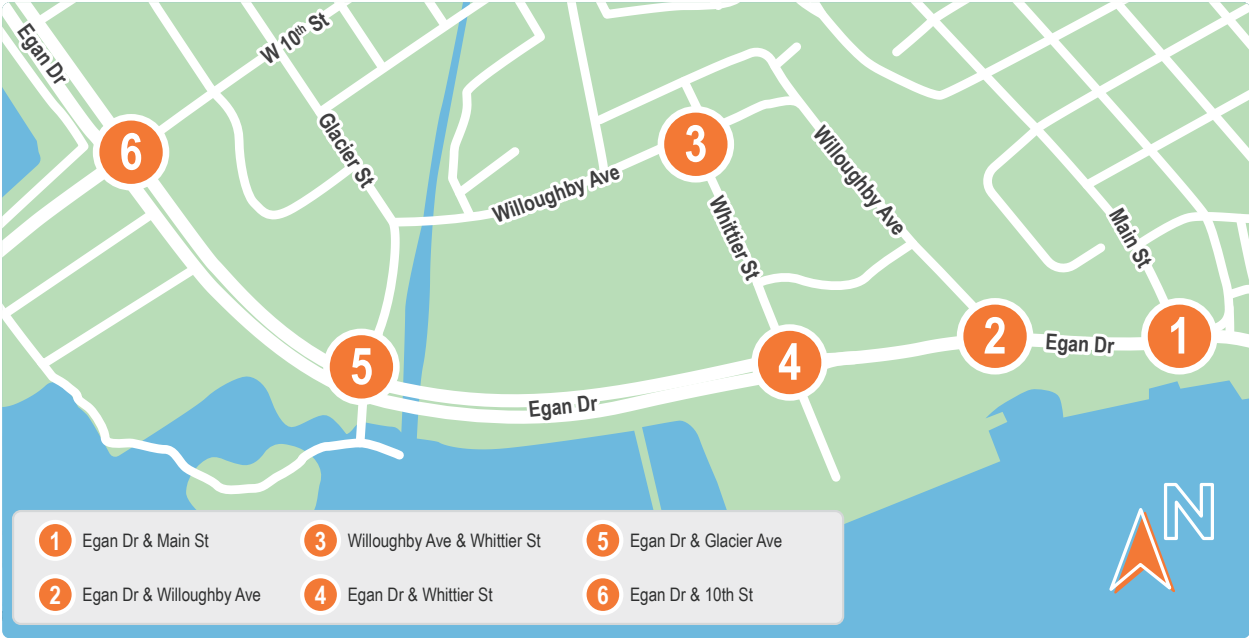 Egan Dr
W 10th St
6
Glacier St
3
Willoughby Ave
Willoughby Ave
Whittier St
Main St
5
4
2
Egan Dr
1
Egan Dr
N
1 Egan Dr & Main St
3 Willoughby Ave & Whittier St
5 Egan Dr & Glacier Ave
2 Egan Dr & Willoughby Ave
4 Egan Dr & Whittier St
6 Egan Dr & 10th St